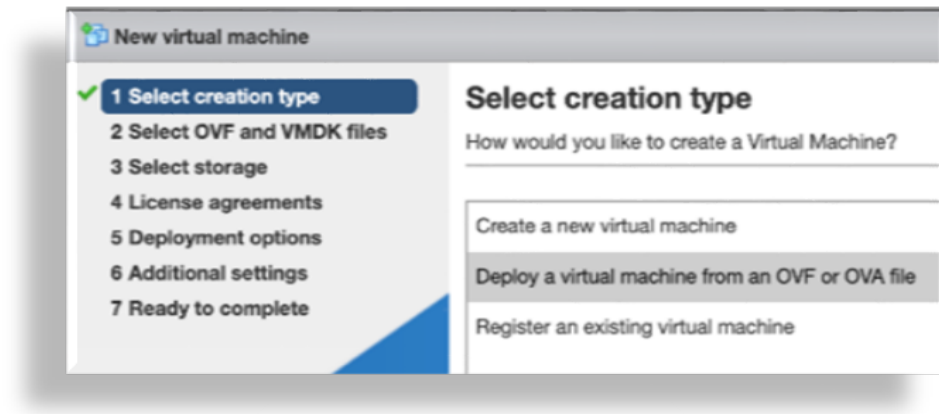 New virtual machine
1 Select creation type
2 Select OVF and VMDK files
3 Select storage
4 License agreements
5 Deployment options
6 Additional settings
7 Ready to complete
Select creation type
How would you like to create a Virtual Machine?
Create a new virtual machine
Deploy a virtual machine from an OVF or OVA file
Register an existing virtual machine